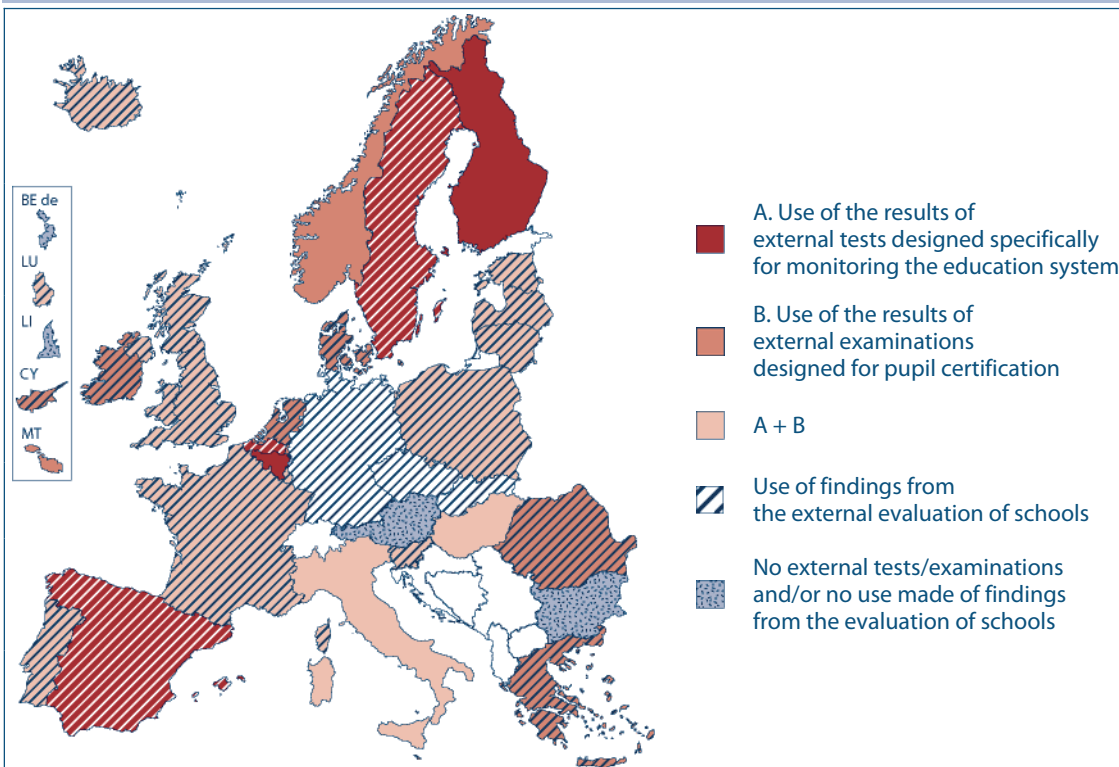 BE de
LU
LI
CY
MT
A. Use of the results of
external tests designed specifically
for monitoring the education system
B. Use of the results of
external examinations
designed for pupil certification
A + B
Use of findings from
the external evaluation of schools
No external tests/examinations
and/or no use made of findings
from the evaluation of schools